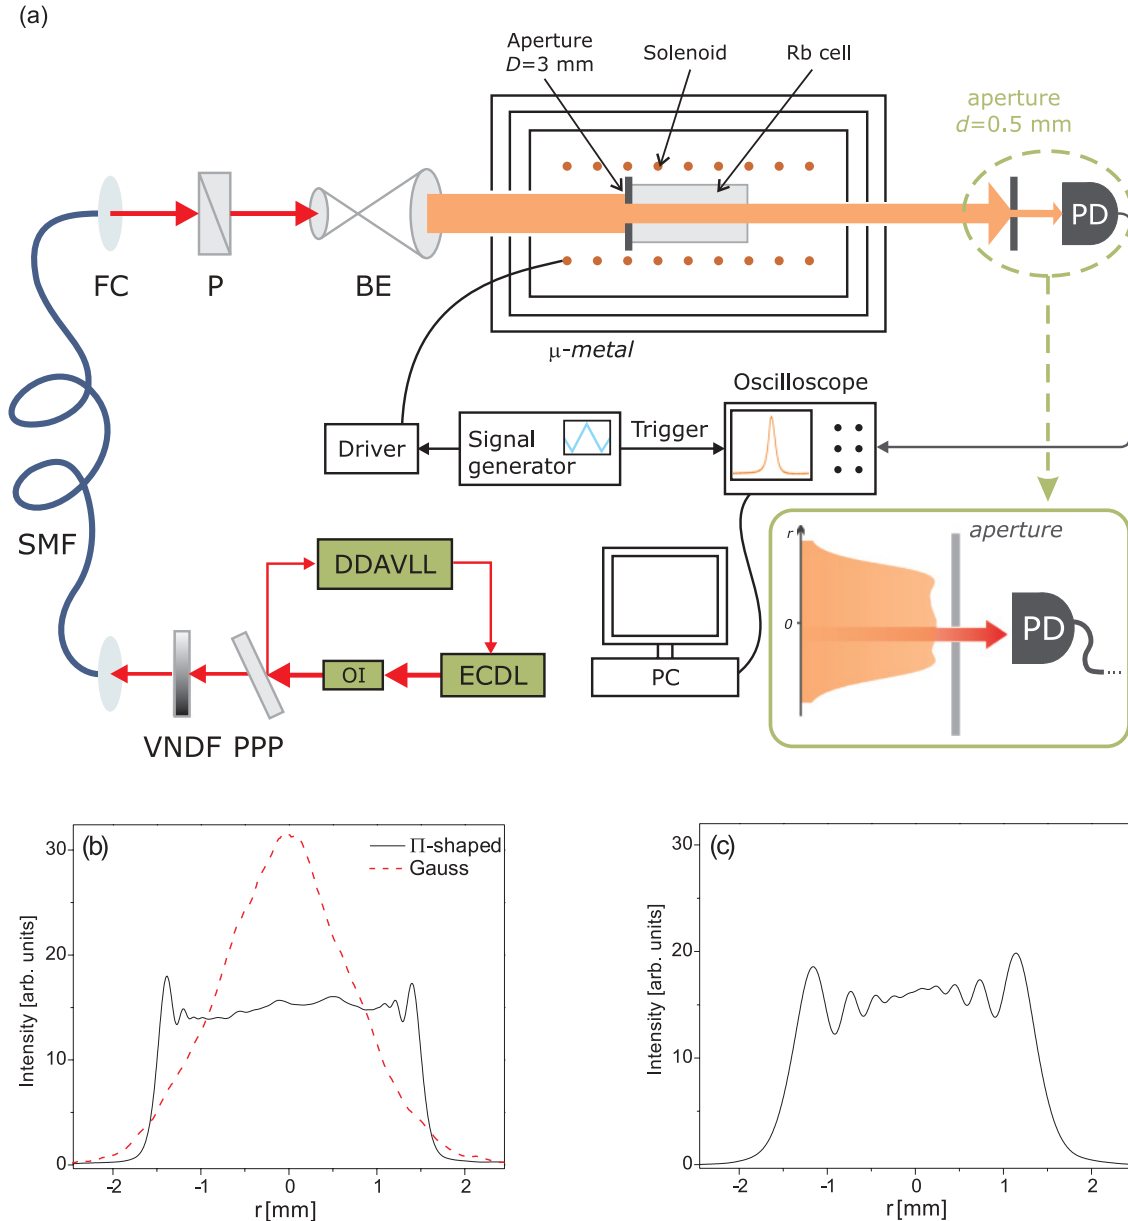 (a)
Aperture
D=3 mm
Solenoid
Rb cell
aperture
d=0.5 mm
PD
FC
P
BE
μ-metal
Oscilloscope
Driver
Signal
generator
Trigger
SMF
DDAVLL
OI
ECDL
PC
VNDF
PPP
r
0
aperture
PD
...
(b)
Π-shaped
Gauss
30
20
10
0
Intensity [arb. units]
-2
-1
0
1
2
r [mm]
(c)
30
20
10
0
Intensity [arb. units]
-2
-1
0
1
2
r [mm]